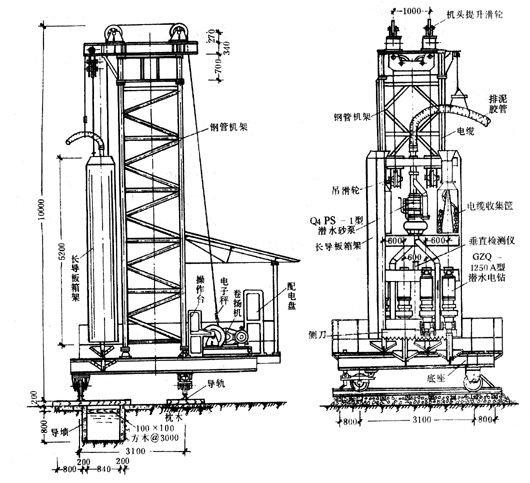 270
340
700
钢管机架
10000
5200
长导板箱架
操作台
电子秤
卷扬机
配电盘
导轨
枕木
200
800
导墙
100×100
方木@3000
200
200
800
840
3100
1000
机头提升滑轮
排泥
胶管
钢管机架
电缆
吊滑轮
Q4 PS-1型
潜水砂泵
长导板箱架
电缆收集筐
600
600
600
垂直检测仪
GZQ-
1250A型
潜水电钻
侧刀
底座
800
800
3100